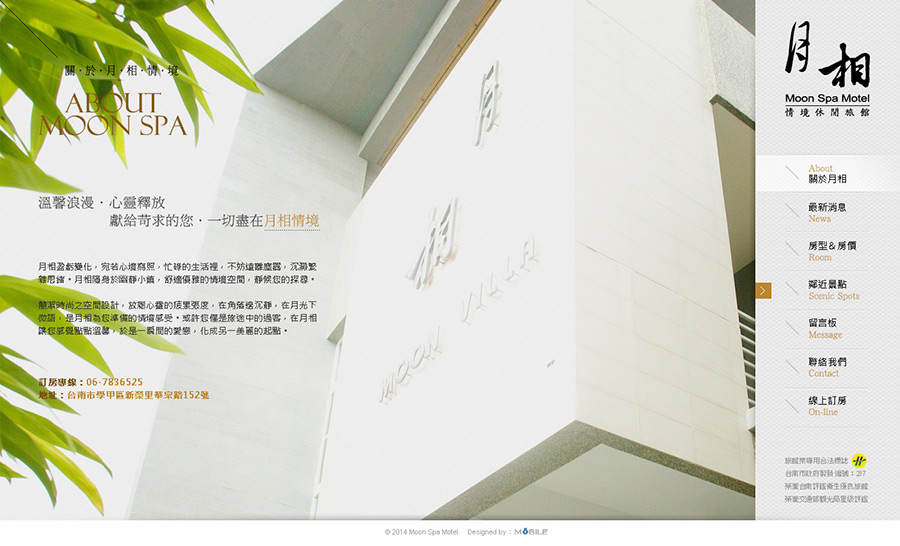 關‧於‧月‧相‧情‧境
ABOUT
MOON SPA
溫馨浪漫‧心靈釋放
獻給苛求的您‧一切盡在月相情境
月相盈虧變化，宛若心境寫照，忙碌的生活裡，不妨遠離塵囂，沉澱繁
雜思緒。月相隱身於幽靜小鎮，舒適優雅的情境空間，靜候您的探尋。
簡潔時尚之空間設計，放鬆心靈的疲累張度，在角落邊沉靜，在月光下
微語，是月相為您準備的情境感受。或許您僅是旅途中的過客，在月相
讓您感覺點點溫馨，於是一瞬間的愛戀，化成另一美麗的起點。
訂房專線：06-7836525
地址：台南市學甲區新榮里華宗路152號
月相
MOON VILLA
月相
Moon Spa Motel
情境休閒旅館
About
關於月相
最新消息
News
房型&房價
Room
鄰近景點
Scenic Spots
留言板
Message
聯絡我們
Contact
線上訂房
On-line
旅館業專用合法標誌
台南市政府製發 編號：237
榮獲台南評鑑衛生優良旅館
榮獲交通部觀光局星級評鑑
© 2014 Moon Spa Motel. Designed by : MOBILE